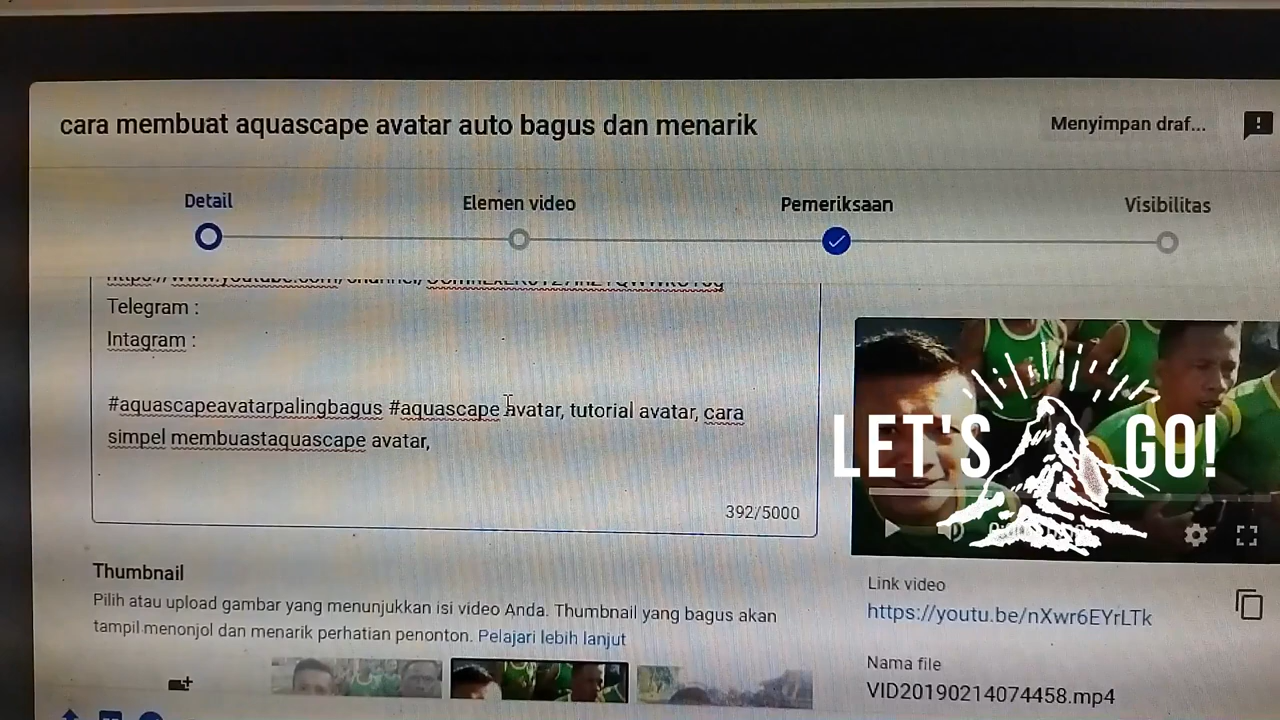 cara membuat aquascape avatar auto bagus dan menarik
Menyimpan draf...
Detail
Elemen video
Pemeriksaan
Visibilitas
Telegram :
Intagram :
#aquascapeavatarpalingbagus #aquascape avatar, tutorial avatar, cara
simpel membuastaquascape avatar,
392/5000
LET'S GO!
Thumbnail
Pilih atau upload gambar yang menunjukkan isi video Anda. Thumbnail yang bagus akan
tampil menonjol dan menarik perhatian penonton. Pelajari lebih lanjut
Link video
https://youtu.be/nXwr6EYrLTk
Nama file
VID20190214074458.mp4